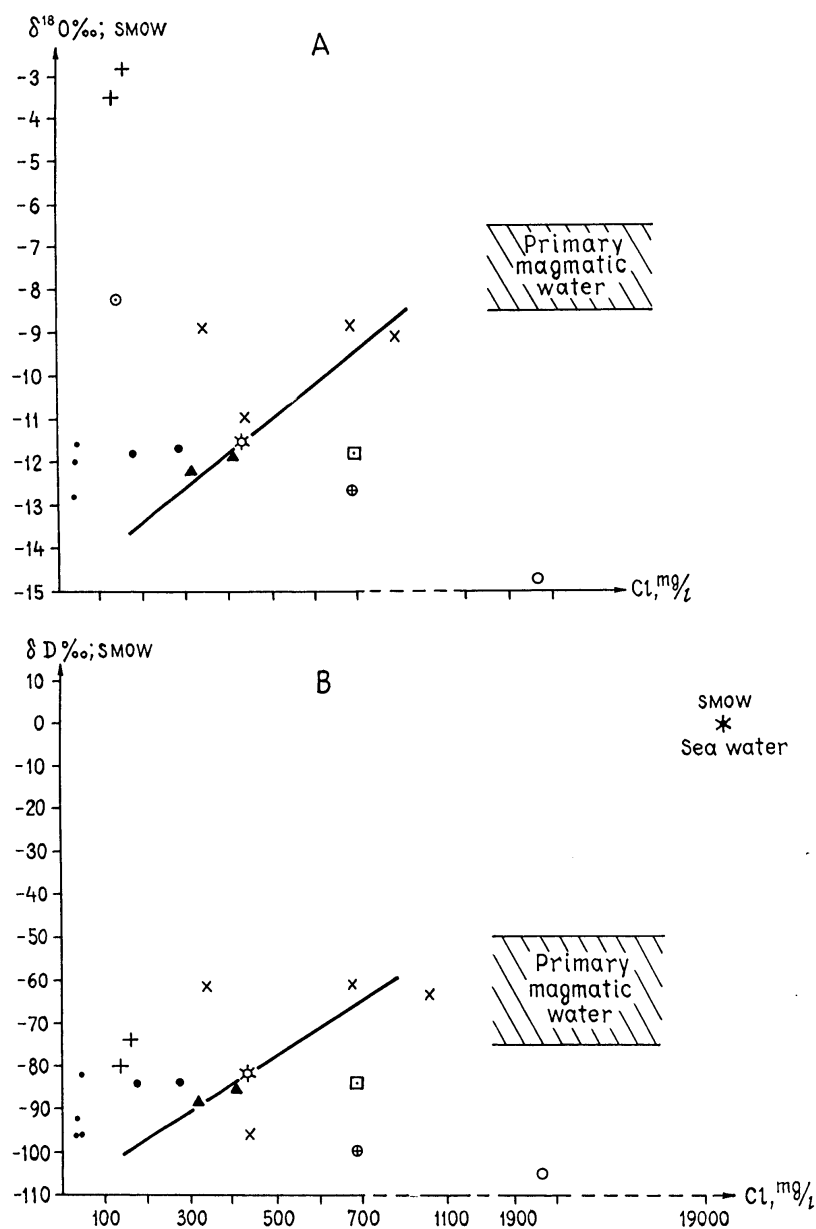 δ¹⁸O‰; SMOW
A
-3
-4
-5
-6
-7
-8
-9
-10
-11
-12
-13
-14
-15
Primary
magmatic
water
Cl, mg/l
δ D‰; SMOW
B
10
0
-10
-20
-30
-40
-50
-60
-70
-80
-90
-100
-110
SMOW
Sea water
Primary
magmatic
water
Cl, mg/l
100 300 500 700 1100 1900 19000